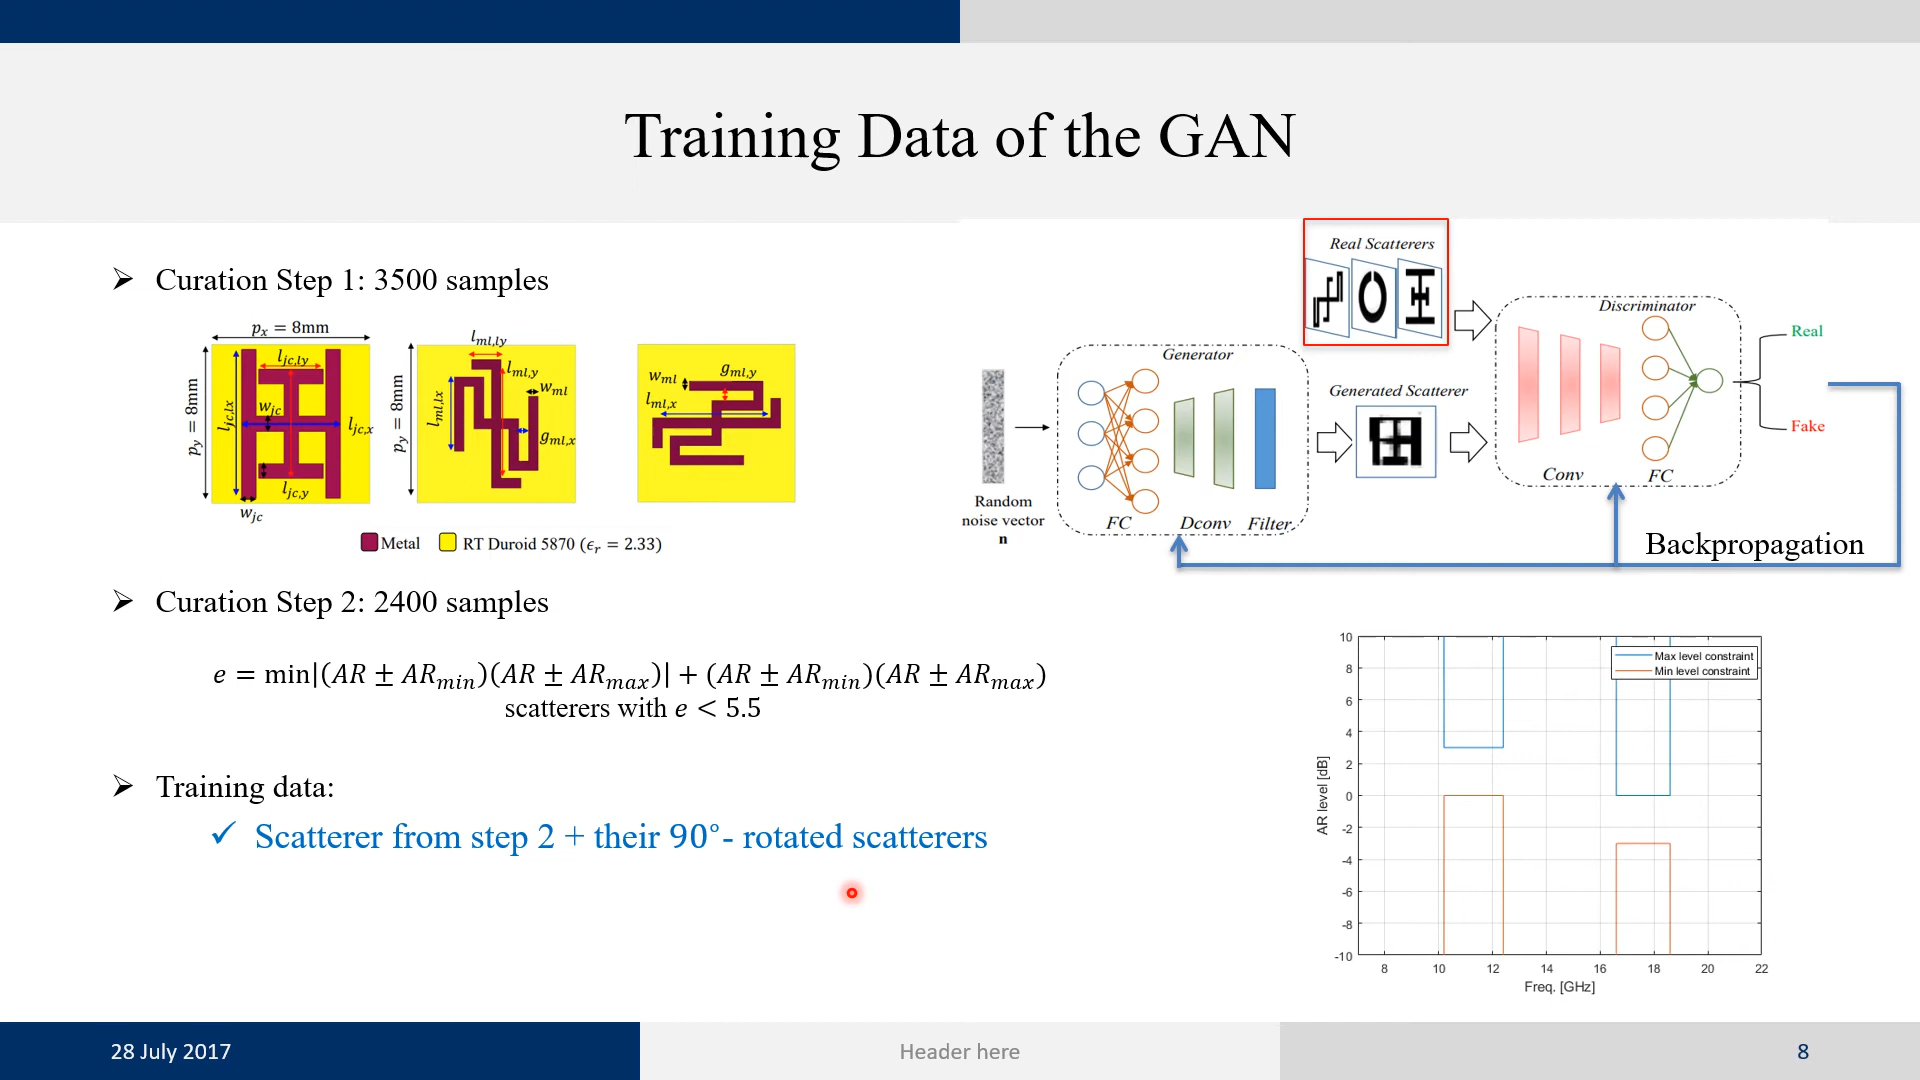 Training Data of the GAN
➢ Curation Step 1: 3500 samples
p_x = 8mm
p_y = 8mm
l_{jc,lx}
l_{jc,ly}
w_{jc}
l_{jc,x}
l_{jc,y}
w_{jc}
p_y = 8mm
l_{ml,ly}
l_{ml,y}
l_{ml,lx}
w_{ml}
g_{ml,x}
w_{ml}
g_{ml,y}
l_{ml,x}
Metal
RT Duroid 5870 (ϵ_r = 2.33)
Real Scatterers
Generator
Discriminator
Generated Scatterer
Real
Fake
Random
noise vector
n
FC
Dconv
Filter
Conv
FC
Backpropagation
➢ Curation Step 2: 2400 samples
e = min|(AR ± AR_{min})(AR ± AR_{max})| + (AR ± AR_{min})(AR ± AR_{max})
scatterers with e < 5.5
➢ Training data:
✓ Scatterer from step 2 + their 90°- rotated scatterers
Max level constraint
Min level constraint
AR level [dB]
10
8
6
4
2
0
-2
-4
-6
-8
-10
8 10 12 14 16 18 20 22
Freq. [GHz]
28 July 2017
Header here
8